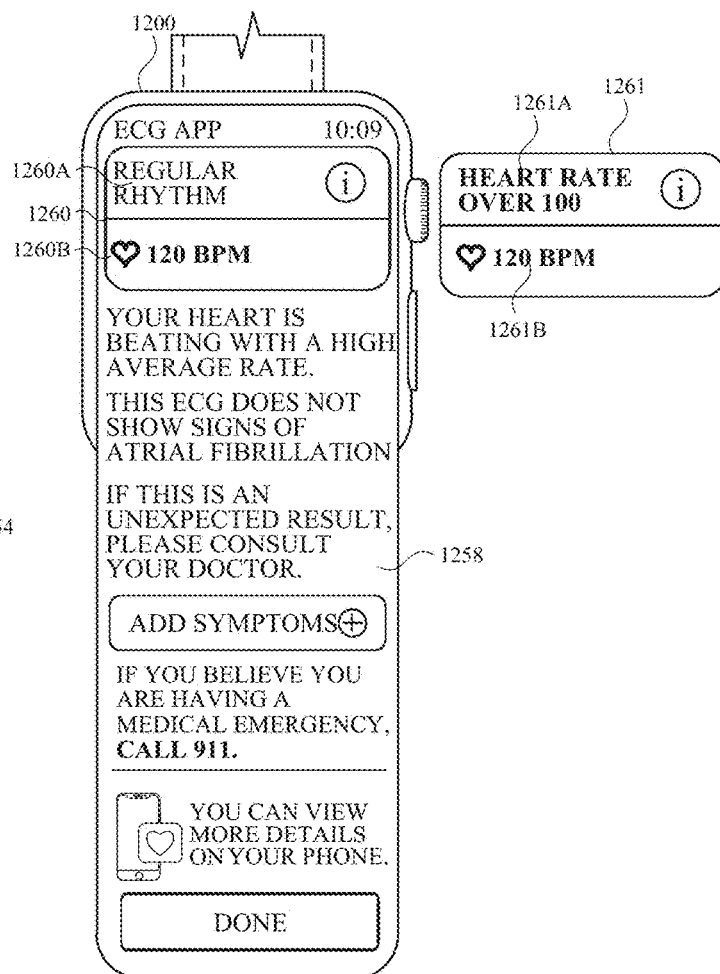 1200
ECG APP 10:09
1260A
REGULAR
RHYTHM
i
1260
1260B
120 BPM
1261A
1261
HEART RATE
OVER 100
i
120 BPM
1261B
YOUR HEART IS
BEATING WITH A HIGH
AVERAGE RATE.
THIS ECG DOES NOT
SHOW SIGNS OF
ATRIAL FIBRILLATION
IF THIS IS AN
UNEXPECTED RESULT,
PLEASE CONSULT
YOUR DOCTOR.
1258
ADD SYMPTOMS
IF YOU BELIEVE YOU
ARE HAVING A
MEDICAL EMERGENCY,
CALL 911.
YOU CAN VIEW
MORE DETAILS
ON YOUR PHONE.
DONE